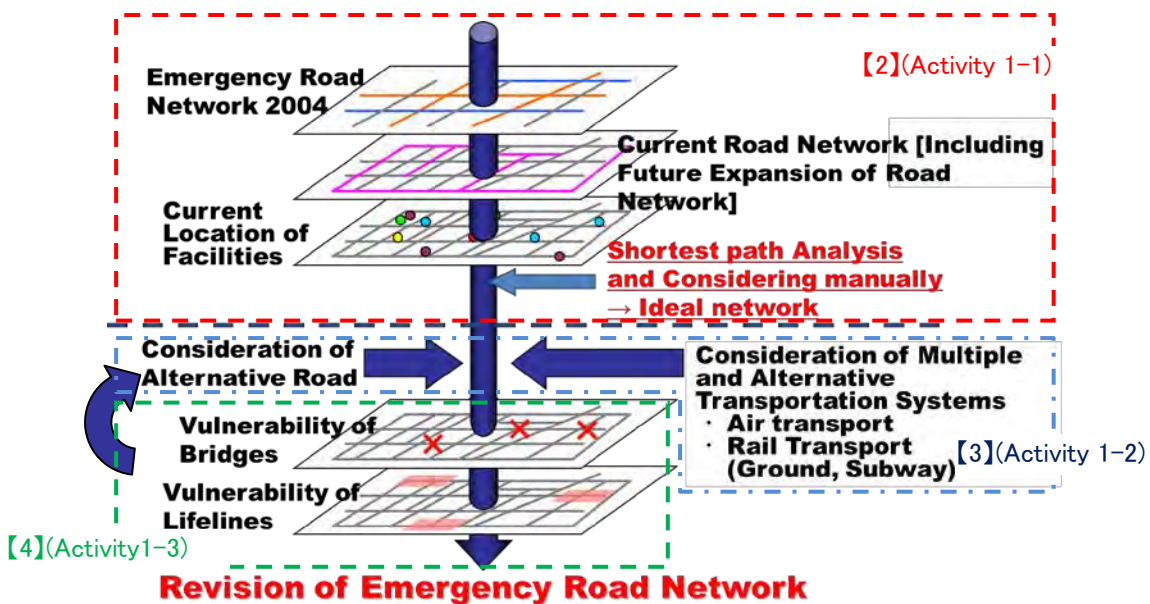 【2】(Activity 1-1)
Emergency Road
Network 2004
Current Road Network [Including
Future Expansion of Road
Network]
Current
Location of
Facilities
Shortest path Analysis
and Considering manually
→ Ideal network
Consideration of
Alternative Road
Consideration of Multiple
and Alternative
Transportation Systems
・ Air transport
・ Rail Transport
(Ground, Subway)
【3】(Activity 1-2)
Vulnerability of
Bridges
Vulnerability of
Lifelines
【4】(Activity1-3)
Revision of Emergency Road Network